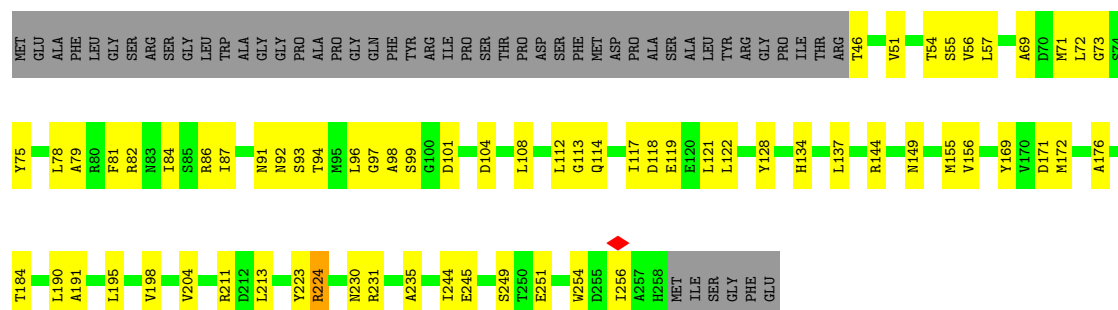 MET GLU ALA PHE LEU GLY SER ARG SER GLY LEU TRP ALA GLY GLY PRO ALA PRO GLY GLN PHE TYR ARG ILE PRO SER THR PRO ASP SER PHE MET ASP PRO ALA SER ALA LEU TYR ARG GLY PRO ILE THR ARG T46 V51 T54 S55 V56 L57 A69 D70 M71 L72 G73 S74
Y75 L78 A79 R80 F81 R82 N83 I84 S85 R86 I87 N91 N92 S93 T94 M95 L96 G97 A98 S99 G100 D101 D104 L108 L112 G113 Q114 I117 D118 E119 E120 L121 L122 Y128 H134 L137 R144 N149 M155 V156 Y169 V170 D171 M172 A176
T184 L190 A191 L195 V198 V204 R211 D212 L213 Y223 R224 N230 R231 A235 I244 E245 S249 T250 E251 W254 D255 I256 A257 H258 MET ILE SER GLY PHE GLU